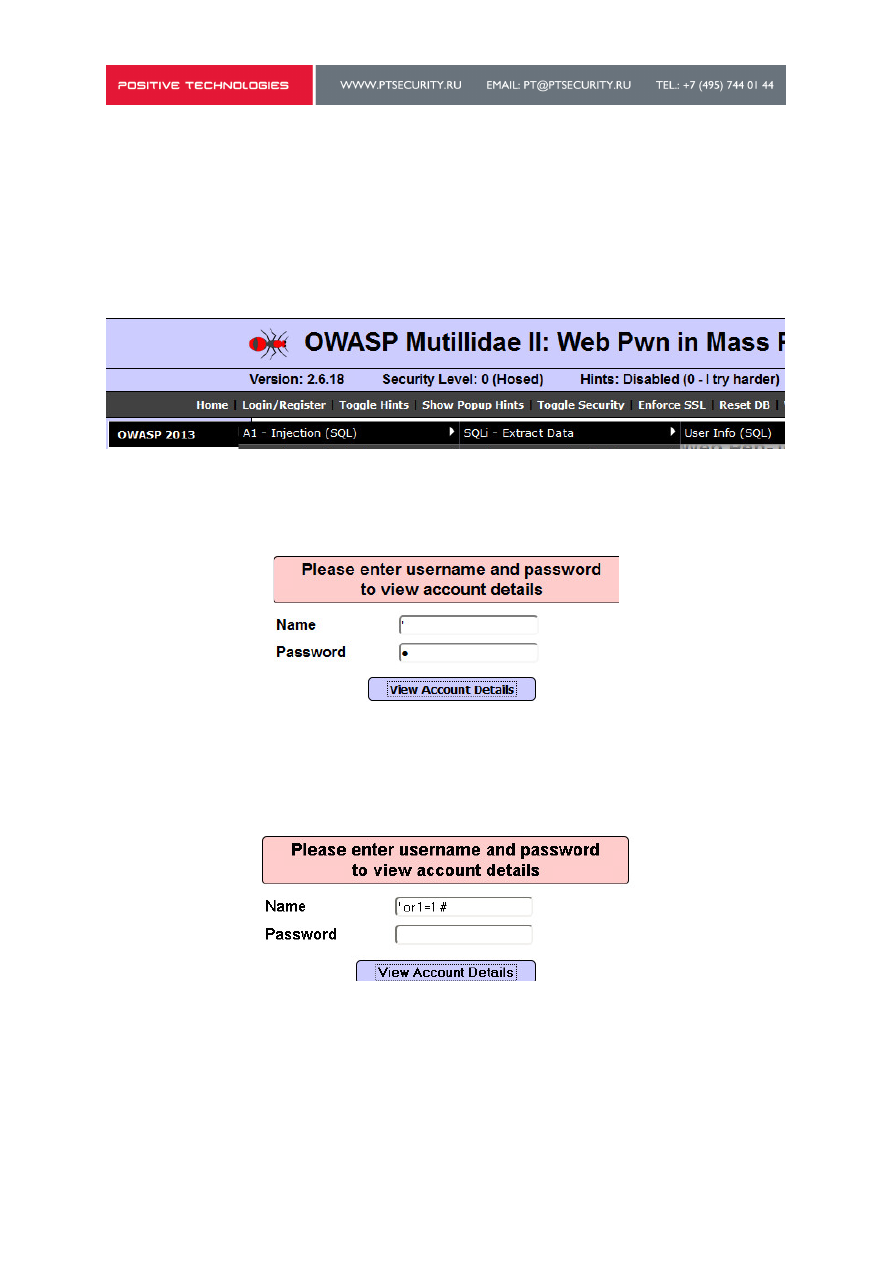 POSITIVE TECHNOLOGIES WWW.PTSECURITY.RU EMAIL: PT@PTSECURITY.RU TEL.: +7 (495) 744 01 44
OWASP Mutillidae II: Web Pwn in Mass
Version: 2.6.18 Security Level: 0 (Hosed) Hints: Disabled (0 - I try harder)
Home | Login/Register | Toggle Hints | Show Popup Hints | Toggle Security | Enforce SSL | Reset DB |
OWASP 2013 A1 - Injection (SQL) SQLi - Extract Data User Info (SQL)
Please enter username and password
to view account details
Name '
Password ●
View Account Details
Please enter username and password
to view account details
Name ' or 1=1 #
Password
View Account Details